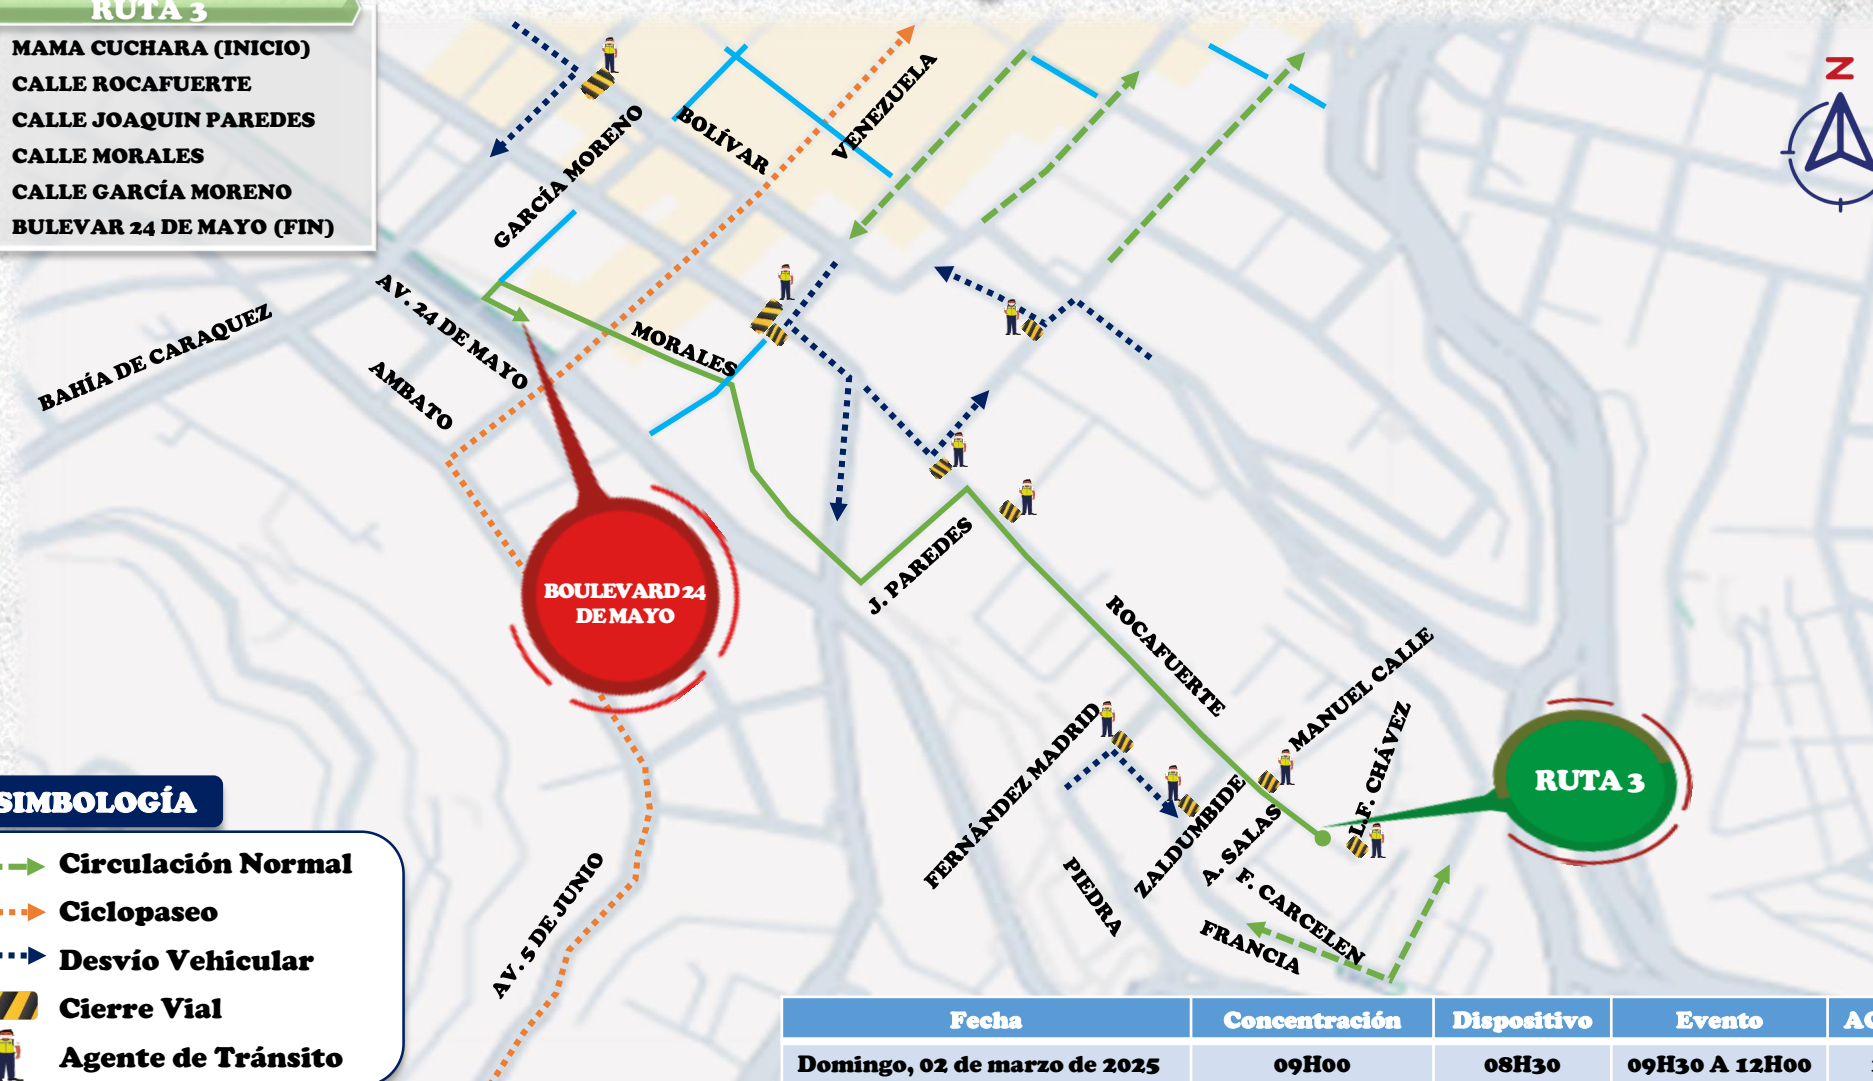 RUTA 3
MAMA CUCHARA (INICIO)
CALLE ROCAFUERTE
CALLE JOAQUIN PAREDES
CALLE MORALES
CALLE GARCÍA MORENO
BULEVAR 24 DE MAYO (FIN)
N
VENEZUELA
BOLÍVAR
GARCÍA MORENO
AV. 24 DE MAYO
BAHÍA DE CARAQUEZ
MORALES
AMBATO
BOULEVARD 24
DE MAYO
J. PAREDES
ROCAFUERTE
MANUEL CALLE
L.F. CHÁVEZ
RUTA 3
FERNÁNDEZ MADRID
ZALDUMBIDE
A. SALAS
PIEDRA
F. CARCELEN
FRANCIA
AV. 5 DE JUNIO
SIMBOLOGÍA
Circulación Normal
Ciclopaseo
Desvío Vehicular
Cierre Vial
Agente de Tránsito
Fecha Concentración Dispositivo Evento
Domingo, 02 de marzo de 2025 09H00 08H30 09H30 A 12H00